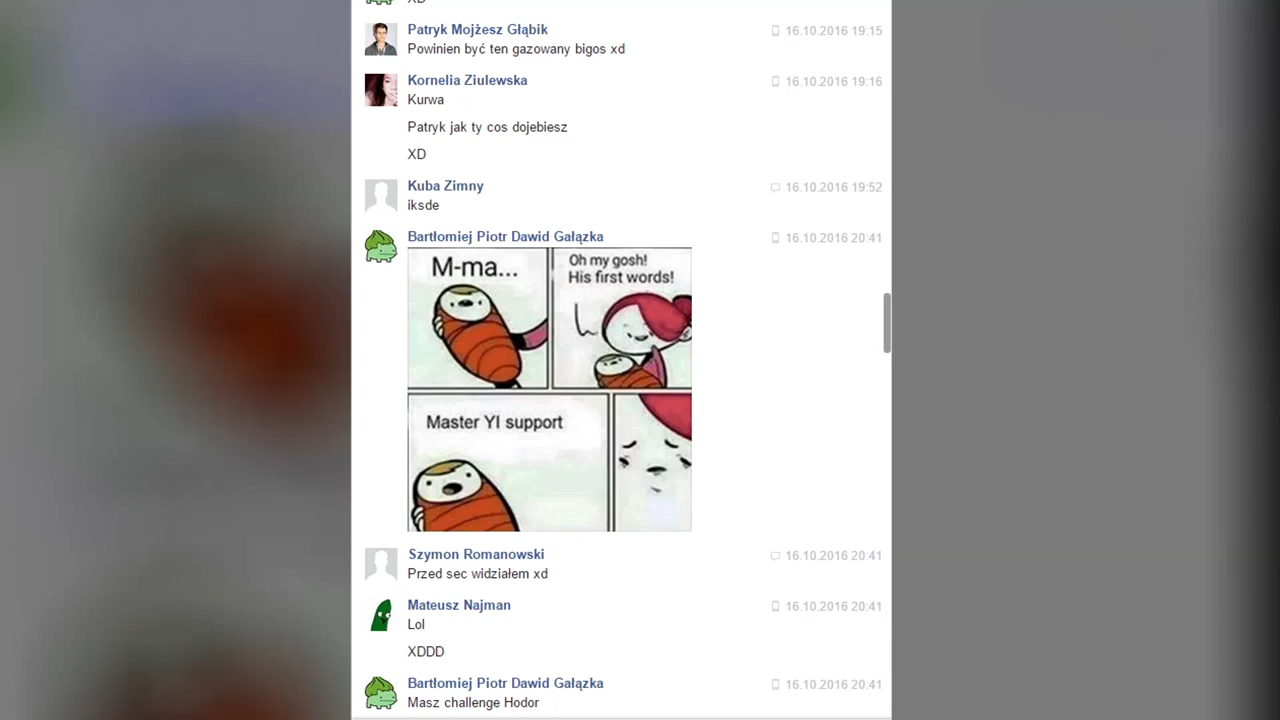 XD
Patryk Mojżesz Głąbik
16.10.2016 19:15
Powinien być ten gazowany bigos xd
Kornelia Ziulewska
16.10.2016 19:16
Kurwa
Patryk jak ty cos dojebiesz
XD
Kuba Zimny
16.10.2016 19:52
iksde
Bartłomiej Piotr Dawid Gałązka
16.10.2016 20:41
M-ma...
Oh my gosh!
His first words!
Master YI support
Szymon Romanowski
16.10.2016 20:41
Przed sec widziałem xd
Mateusz Najman
16.10.2016 20:41
Lol
XDDD
Bartłomiej Piotr Dawid Gałązka
16.10.2016 20:41
Masz challenge Hodor